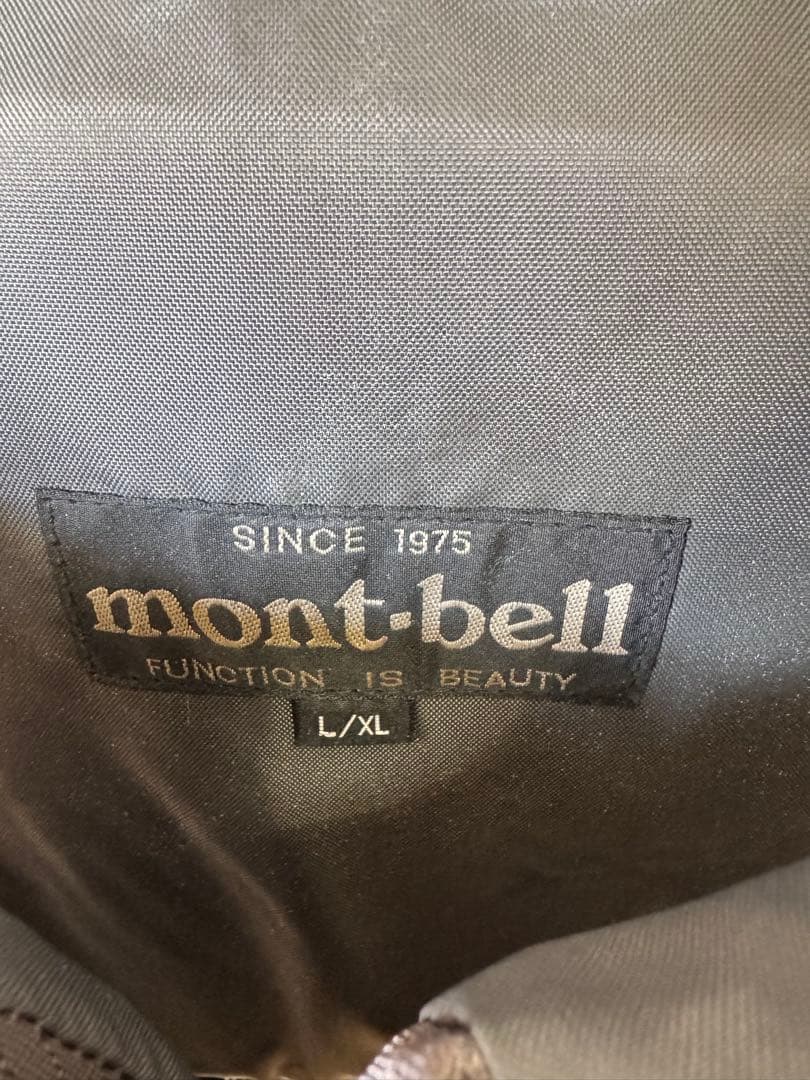 SINCE 1975
mont·bell
FUNCTION IS BEAUTY
L/XL